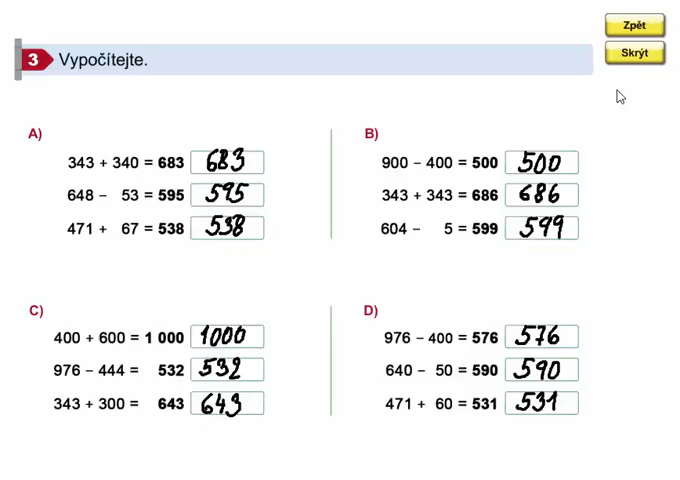 Zpět
3 Vypočítejte.
Skrýt
A)
343 + 340 = 683 683
648 − 53 = 595 595
471 + 67 = 538 538
B)
900 − 400 = 500 500
343 + 343 = 686 686
604 − 5 = 599 599
C)
400 + 600 = 1 000 1000
976 − 444 = 532 532
343 + 300 = 643 643
D)
976 − 400 = 576 576
640 − 50 = 590 590
471 + 60 = 531 531